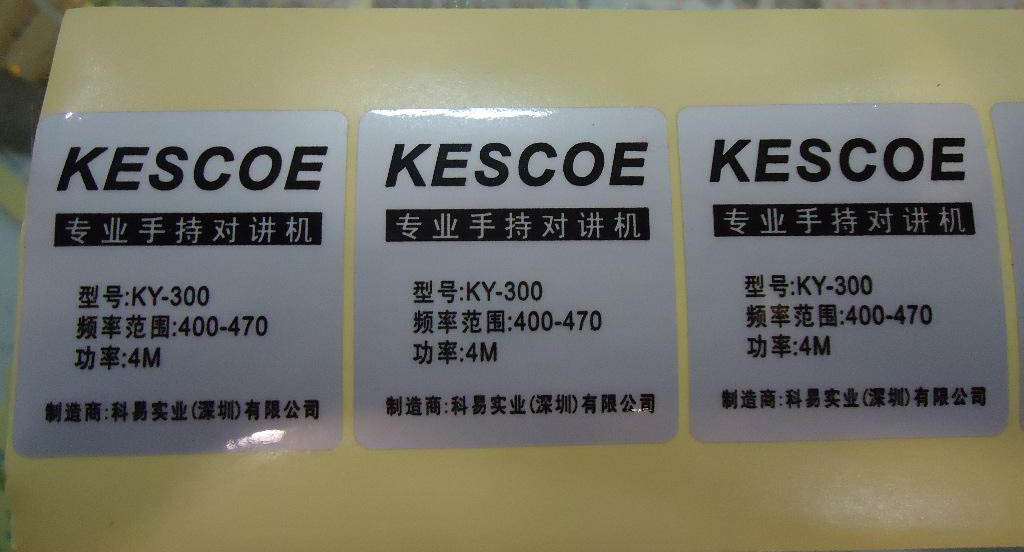 KESCOE
专业手持对讲机
型号:KY-300
频率范围:400-470
功率:4M
制造商:科易实业(深圳)有限公司
KESCOE
专业手持对讲机
型号:KY-300
频率范围:400-470
功率:4M
制造商:科易实业(深圳)有限公司
KESCOE
专业手持对讲机
型号:KY-300
频率范围:400-470
功率:4M
制造商:科易实业(深圳)有限公司